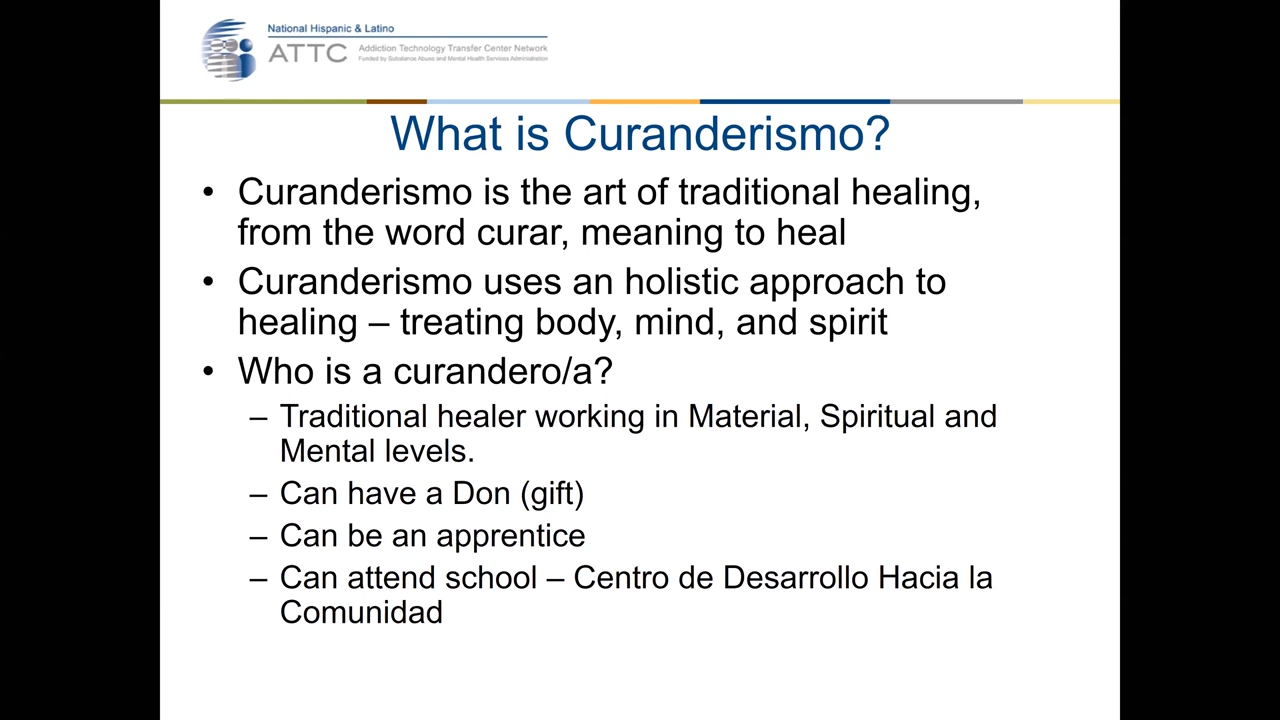 National Hispanic & Latino
ATTC
Addiction Technology Transfer Center Network
Funded by Substance Abuse and Mental Health Services Administration
What is Curanderismo?
• Curanderismo is the art of traditional healing,
from the word curar, meaning to heal
• Curanderismo uses an holistic approach to
healing – treating body, mind, and spirit
• Who is a curandero/a?
– Traditional healer working in Material, Spiritual and
Mental levels.
– Can have a Don (gift)
– Can be an apprentice
– Can attend school – Centro de Desarrollo Hacia la
Comunidad